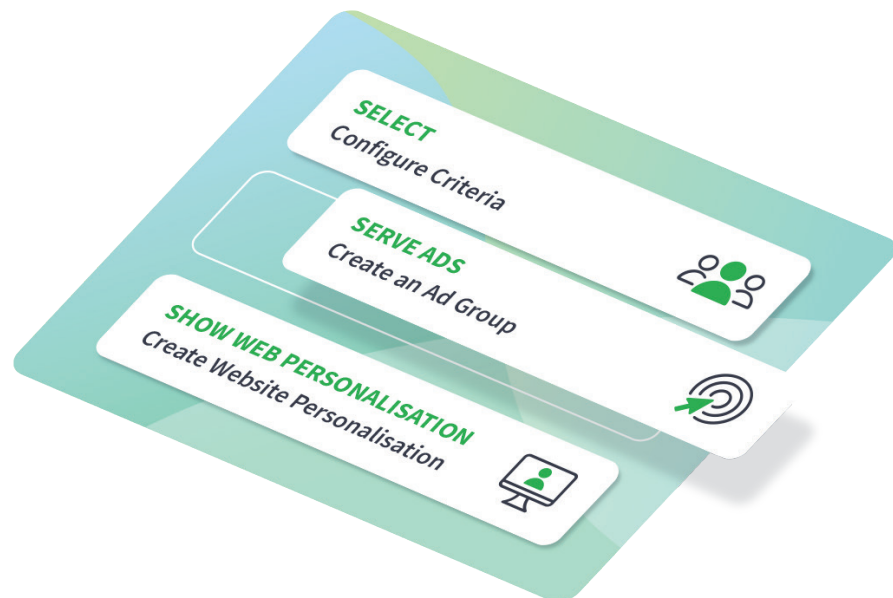 SELECT
Configure Criteria
SERVE ADS
Create an Ad Group
SHOW WEB PERSONALISATION
Create Website Personalisation